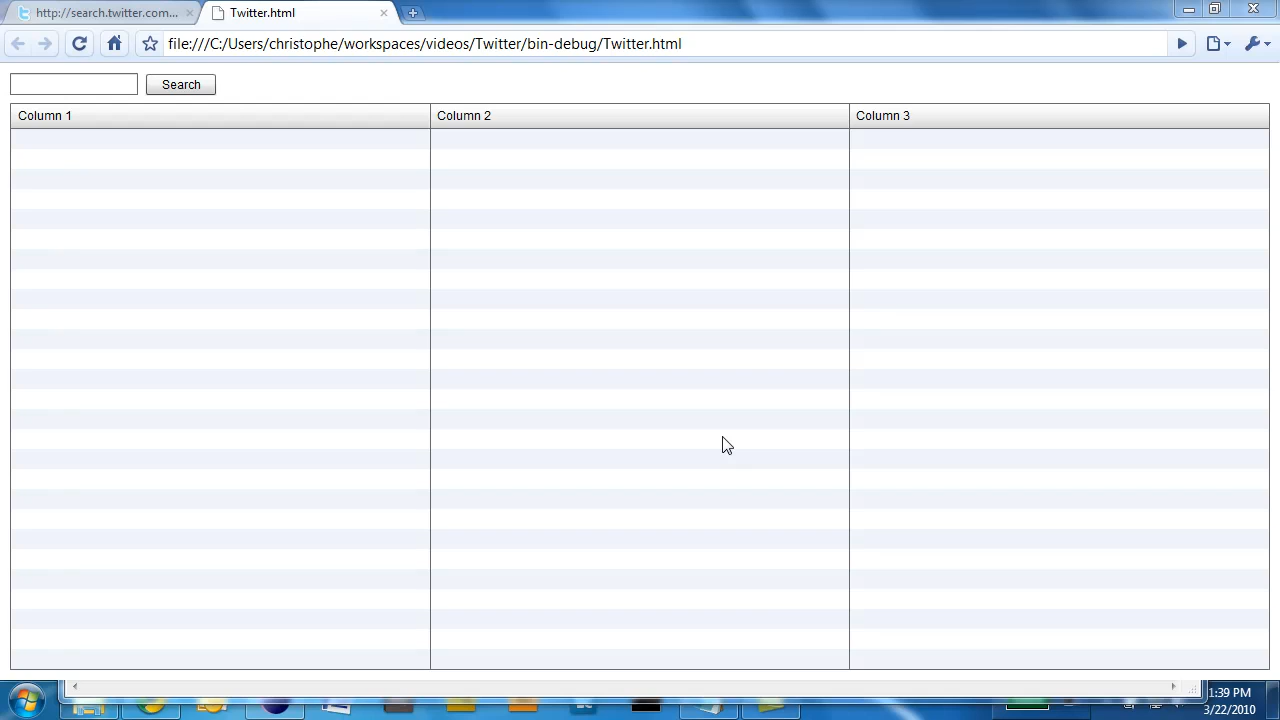 http://search.twitter.com...
Twitter.html
file:///C:/Users/christophe/workspaces/videos/Twitter/bin-debug/Twitter.html
Search
Column 1
Column 2
Column 3
1:39 PM
3/22/2010